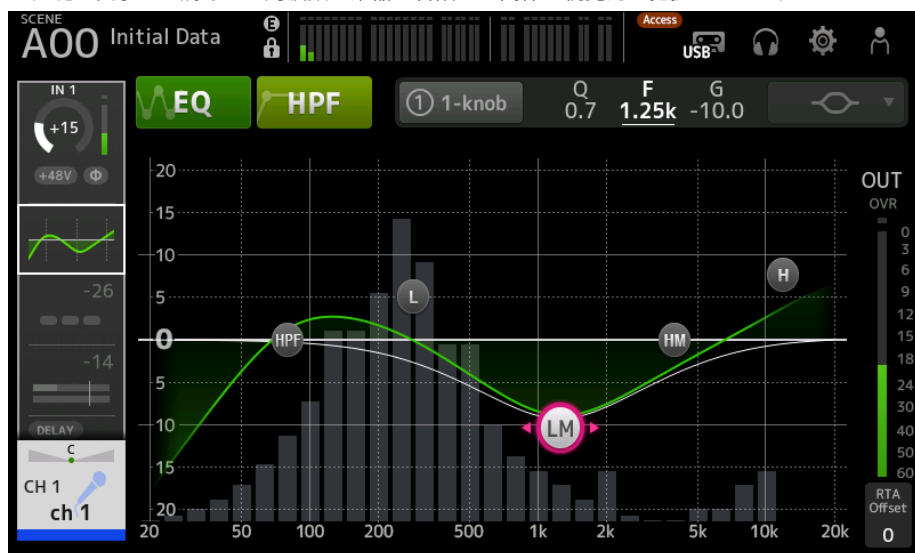 SCENE
A00 Initial Data
E
Access
USB
IN 1
+15
+48V Φ
EQ
HPF
1 1-knob
Q
0.7
F
1.25k
G
-10.0
-26
-14
DELAY
C
CH 1
ch 1
20
15
10
5
0
5
10
15
20
HPF
L
LM
HM
H
20 50 100 200 500 1k 2k 5k 10k 20k
OUT
OVR
0
3
6
9
12
15
18
24
30
40
50
60
RTA
Offset
0